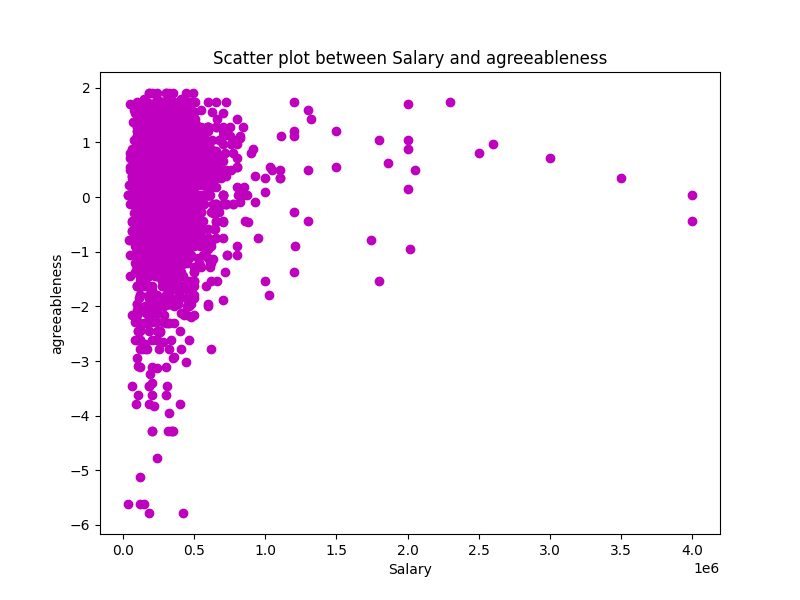 Scatter plot between Salary and agreeableness
2
1
0
−1
−2
−3
−4
−5
−6
agreeableness
0.0 0.5 1.0 1.5 2.0 2.5 3.0 3.5 4.0
1e6
Salary